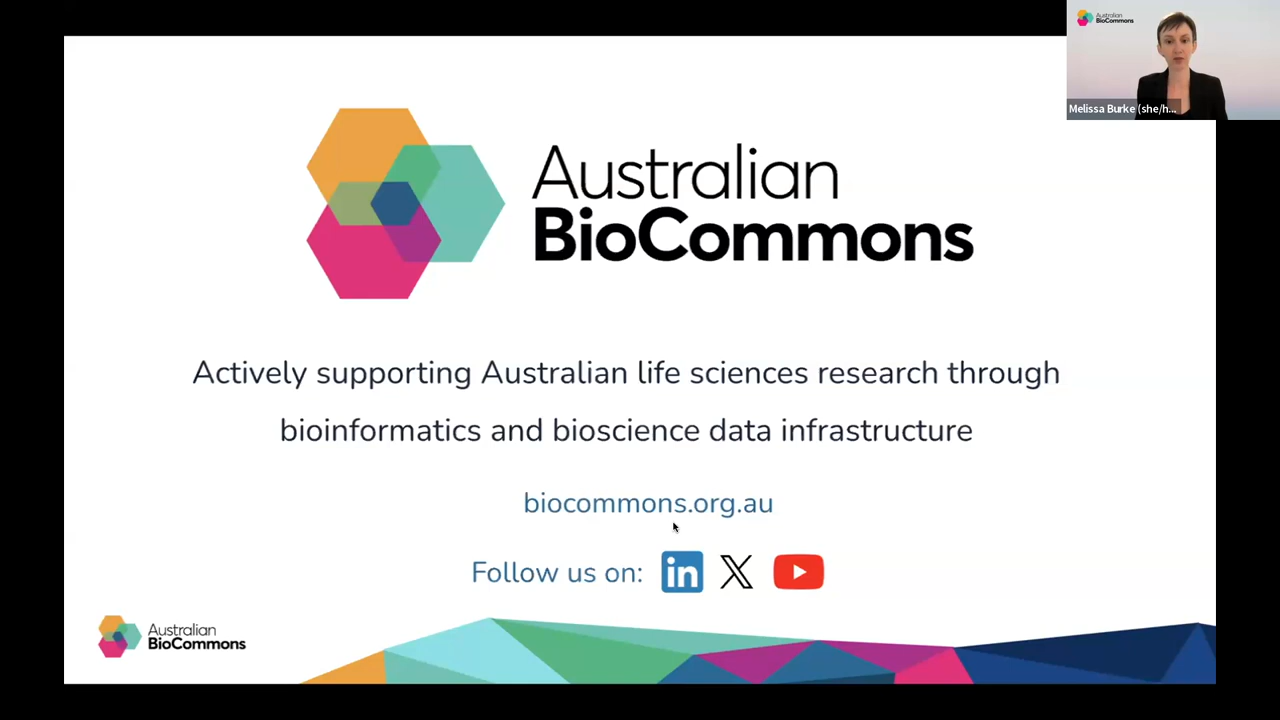 Australian
BioCommons
Melissa Burke (she/h...
Australian
BioCommons
Actively supporting Australian life sciences research through
bioinformatics and bioscience data infrastructure
biocommons.org.au
Follow us on: in X
Australian
BioCommons